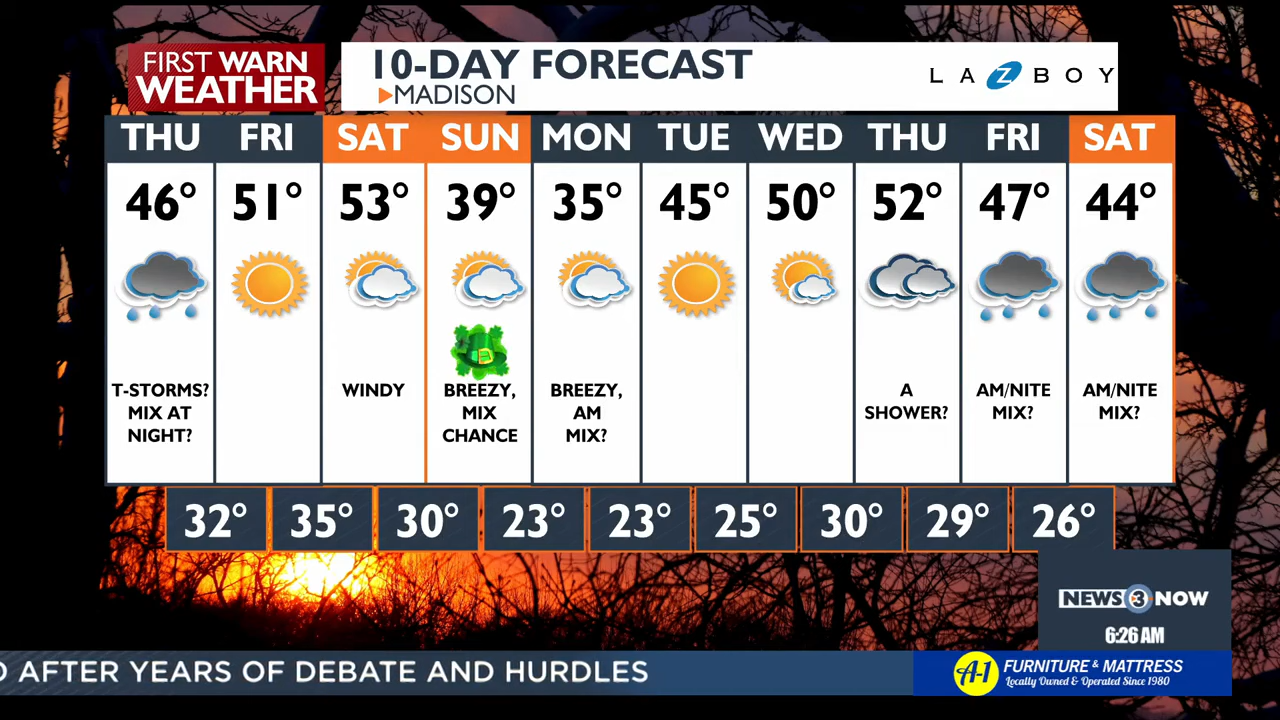 FIRST WARN
WEATHER
10-DAY FORECAST
MADISON
LA Z BOY
THU FRI SAT SUN MON TUE WED THU FRI SAT
46° 51° 53° 39° 35° 45° 50° 52° 47° 44°
T-STORMS?
MIX AT
NIGHT?
WINDY
BREEZY,
MIX
CHANCE
BREEZY,
AM
MIX?
A
SHOWER?
AM/NITE
MIX?
AM/NITE
MIX?
32° 35° 30° 23° 23° 25° 30° 29° 26°
NEWS 3 NOW
6:26 AM
AFTER YEARS OF DEBATE AND HURDLES
A-1
FURNITURE & MATTRESS
Locally Owned & Operated Since 1980